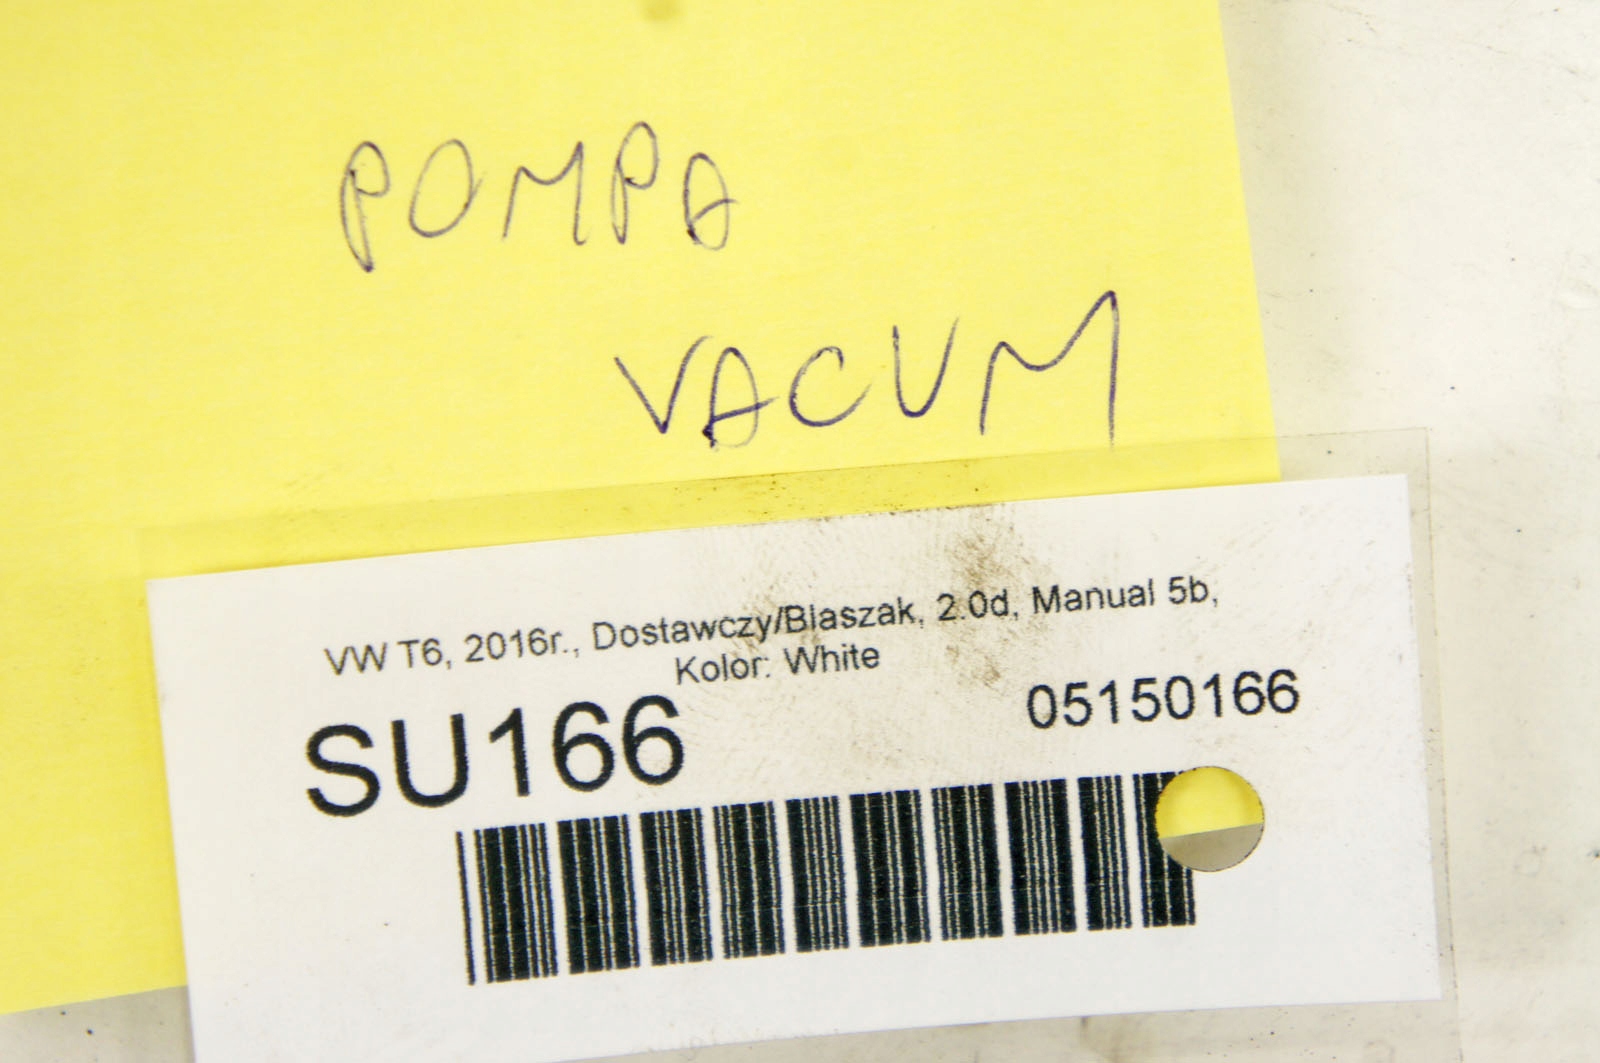 POMPA
VACUM
VW T6, 2016r., Dostawczy/Blaszak, 2.0d, Manual 5b,
Kolor: White
SU166
05150166